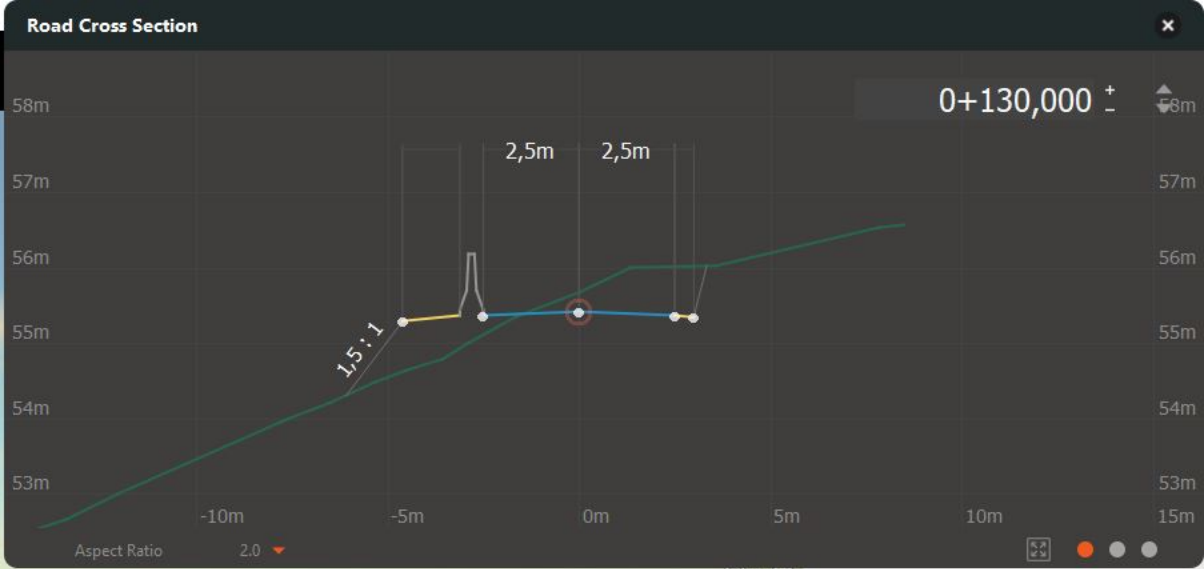 Road Cross Section
0+130,000 + −
58m 58m
2,5m 2,5m
57m 57m
56m 56m
55m 55m
1,5 : 1
54m 54m
53m 53m
-10m -5m 0m 5m 10m 15m
Aspect Ratio 2.0